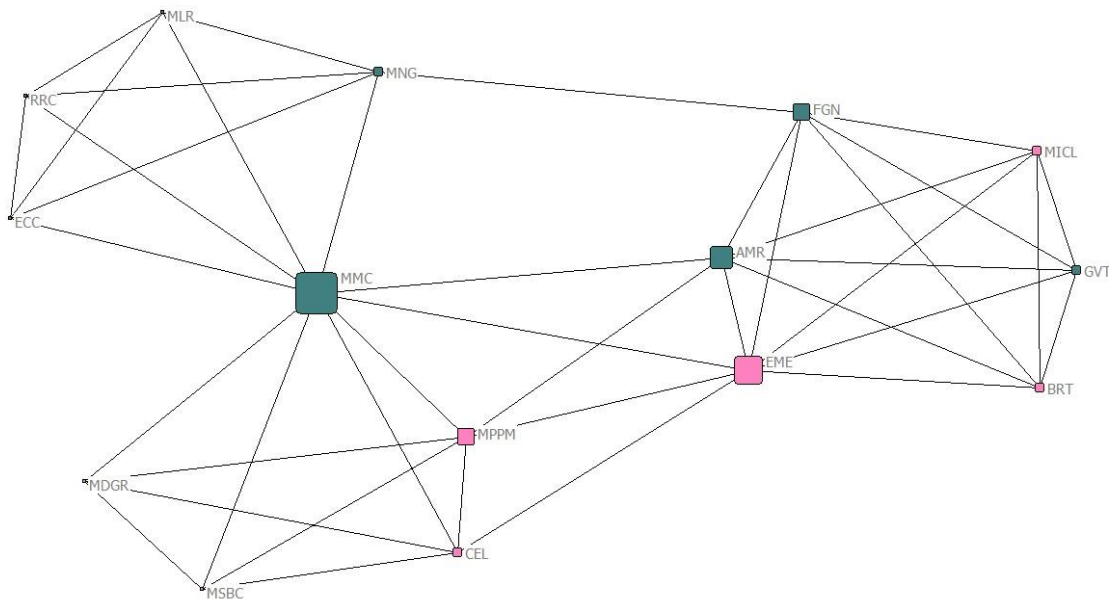 MLR
MNG
RRC
FGN
MICL
ECC
AMR
GVT
MMC
EME
BRT
MPPM
MDGR
CEL
MSBC